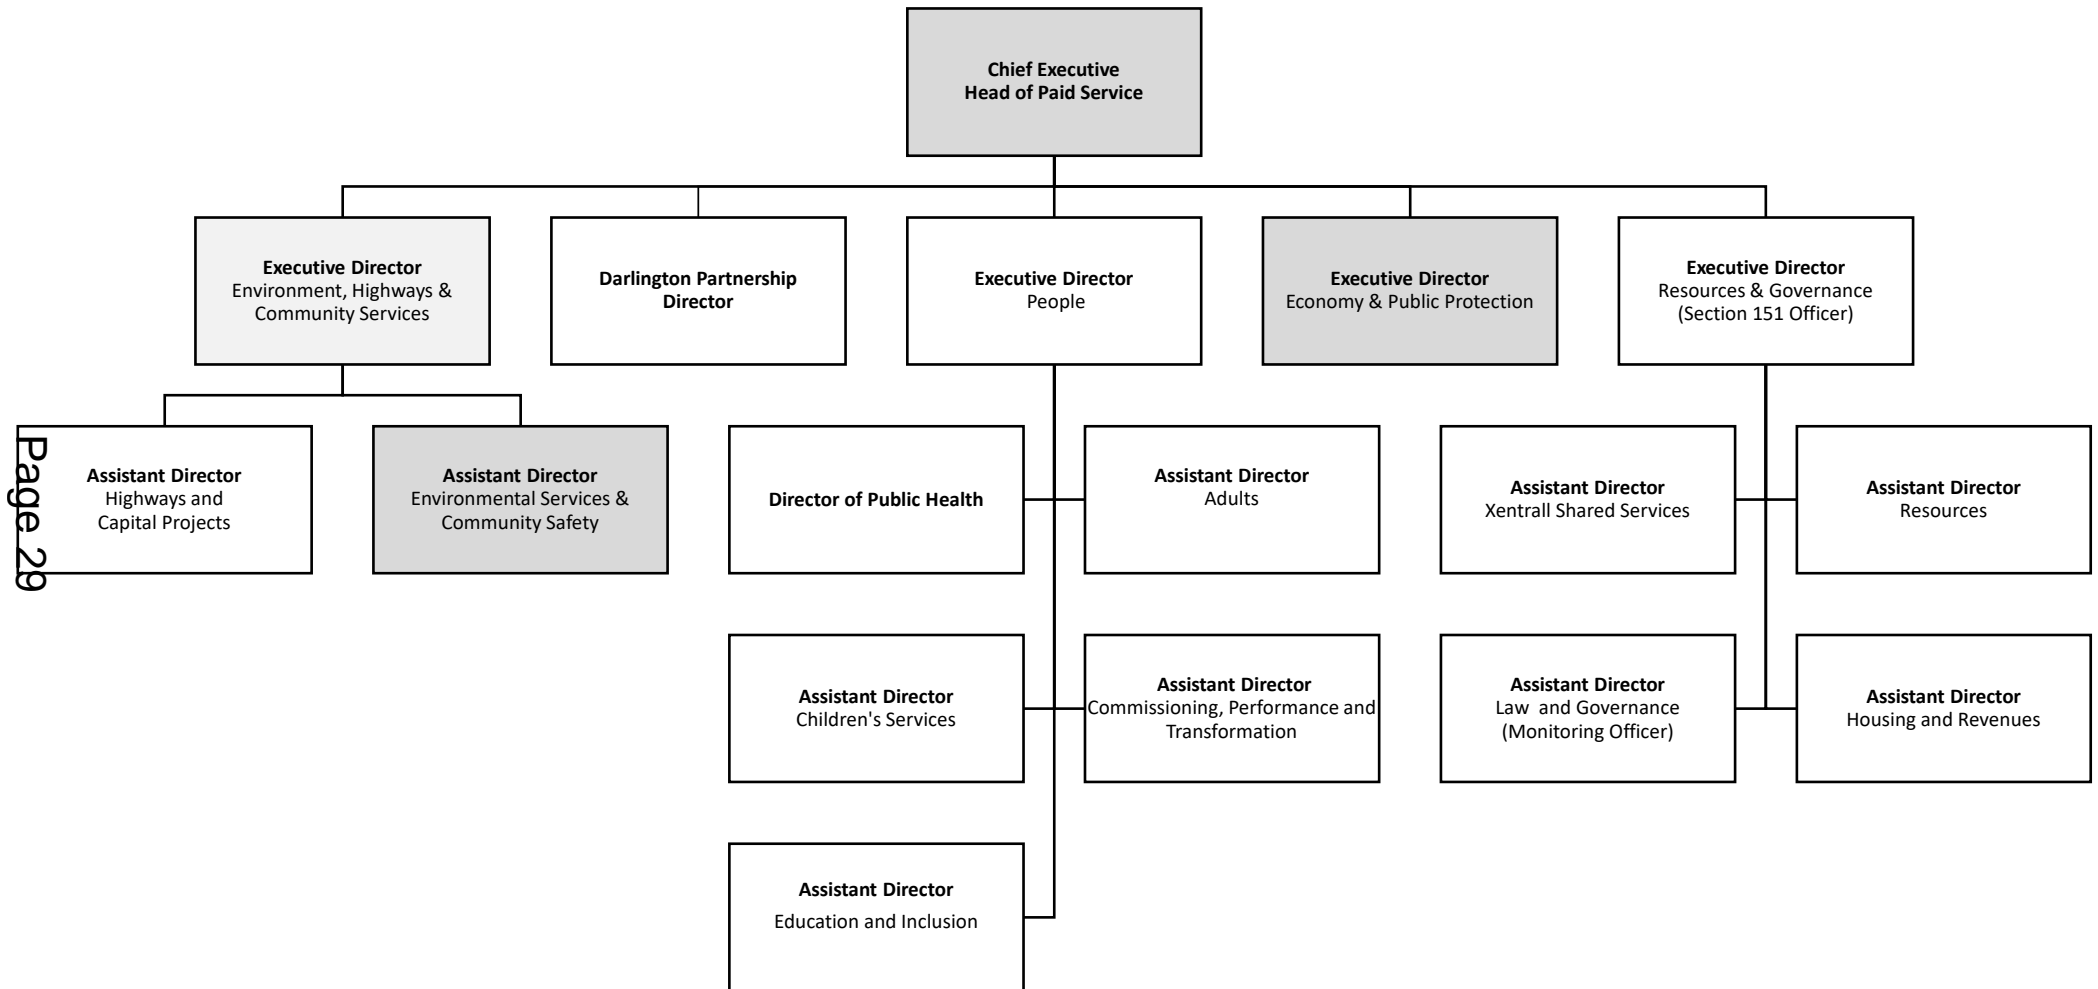 Chief Executive
Head of Paid Service
Executive Director
Environment, Highways &
Community Services
Darlington Partnership
Director
Executive Director
People
Executive Director
Economy & Public Protection
Executive Director
Resources & Governance
(Section 151 Officer)
Assistant Director
Highways and
Capital Projects
Assistant Director
Environmental Services &
Community Safety
Director of Public Health
Assistant Director
Adults
Assistant Director
Xentrall Shared Services
Assistant Director
Resources
Assistant Director
Children's Services
Assistant Director
Commissioning, Performance and
Transformation
Assistant Director
Law  and Governance
(Monitoring Officer)
Assistant Director
Housing and Revenues
Assistant Director
Education and Inclusion
Page 29